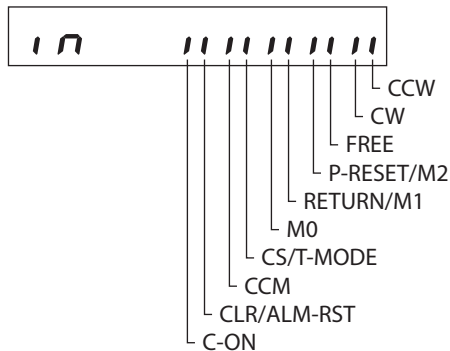 in
CCW
CW
FREE
P-RESET/M2
RETURN/M1
M0
CS/T-MODE
CCM
CLR/ALM-RST
C-ON